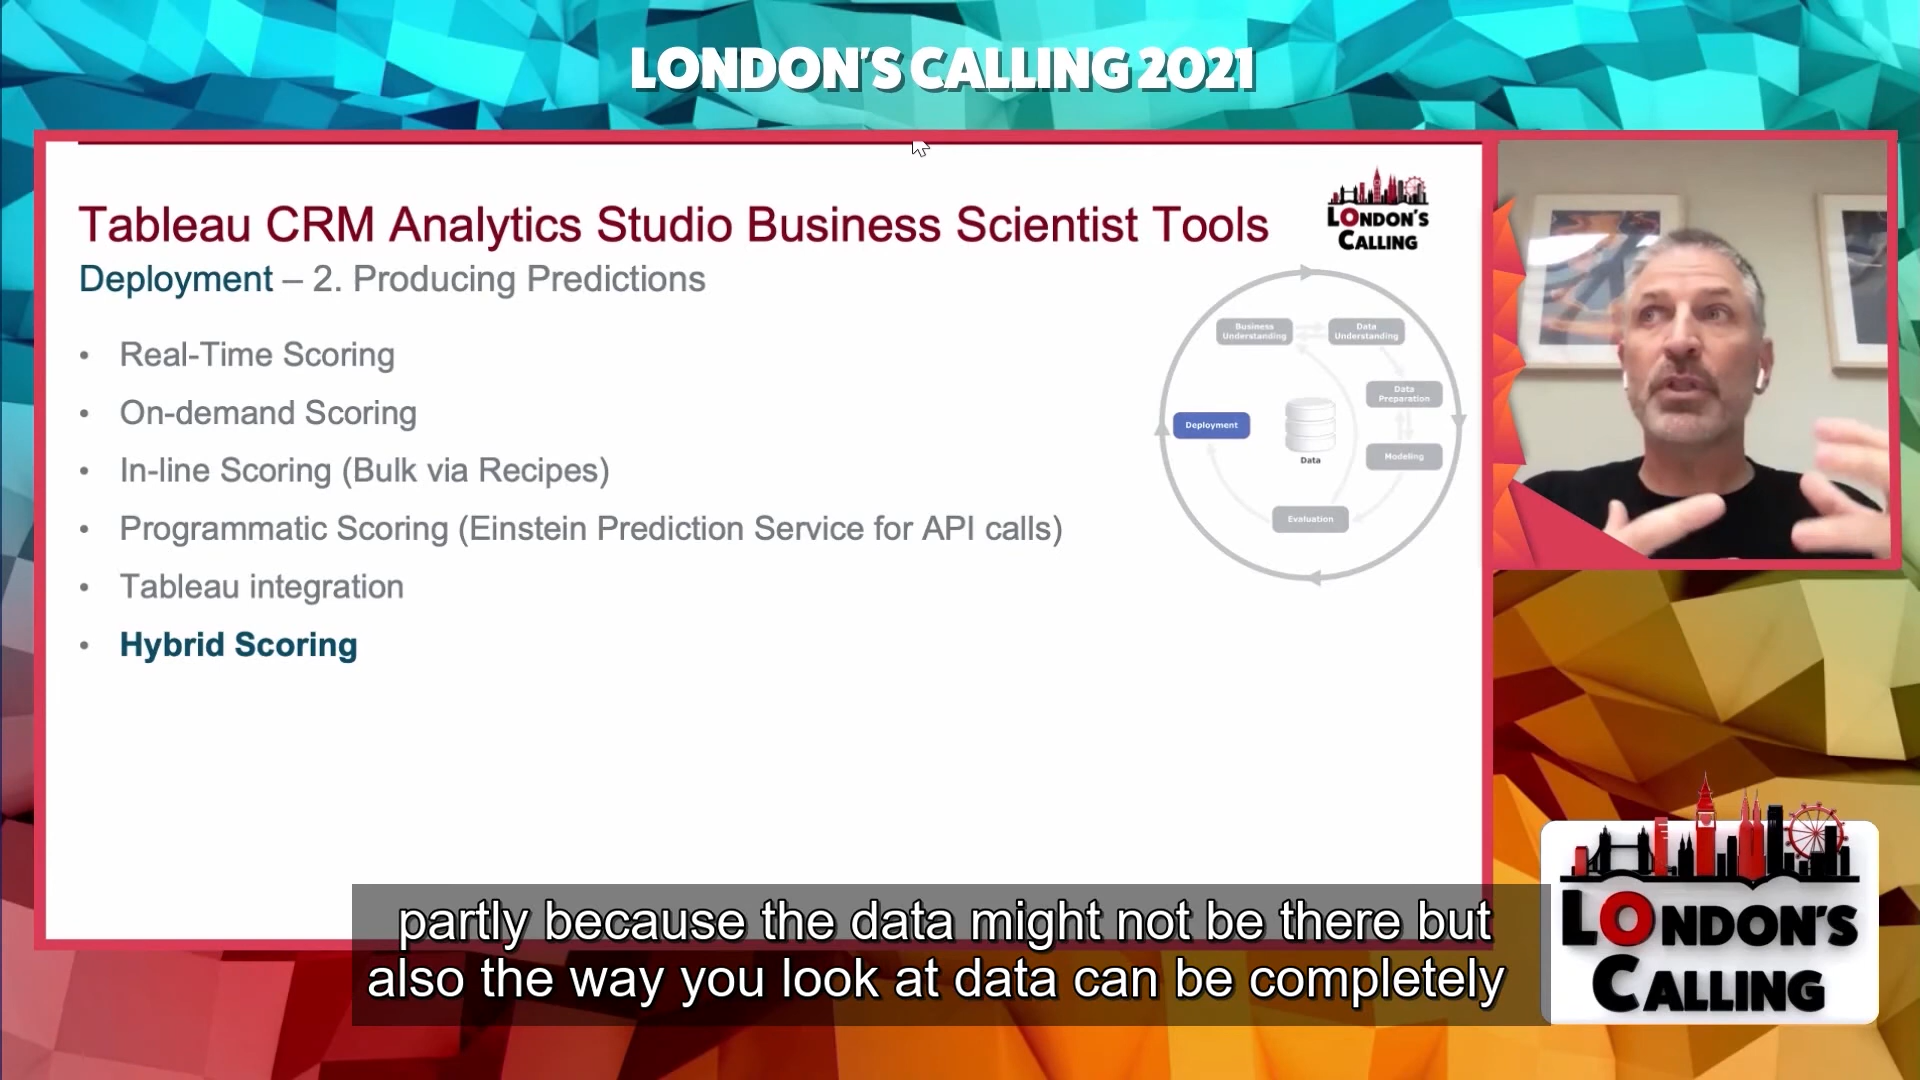 LONDON'S CALLING 2021
Tableau CRM Analytics Studio Business Scientist Tools
LONDON'S
CALLING
Deployment – 2. Producing Predictions
• Real-Time Scoring
• On-demand Scoring
• In-line Scoring (Bulk via Recipes)
• Programmatic Scoring (Einstein Prediction Service for API calls)
• Tableau integration
• Hybrid Scoring
Business
Understanding
Data
Understanding
Data
Preparation
Deployment
Data
Modeling
Evaluation
partly because the data might not be there but
also the way you look at data can be completely
LONDON'S
CALLING